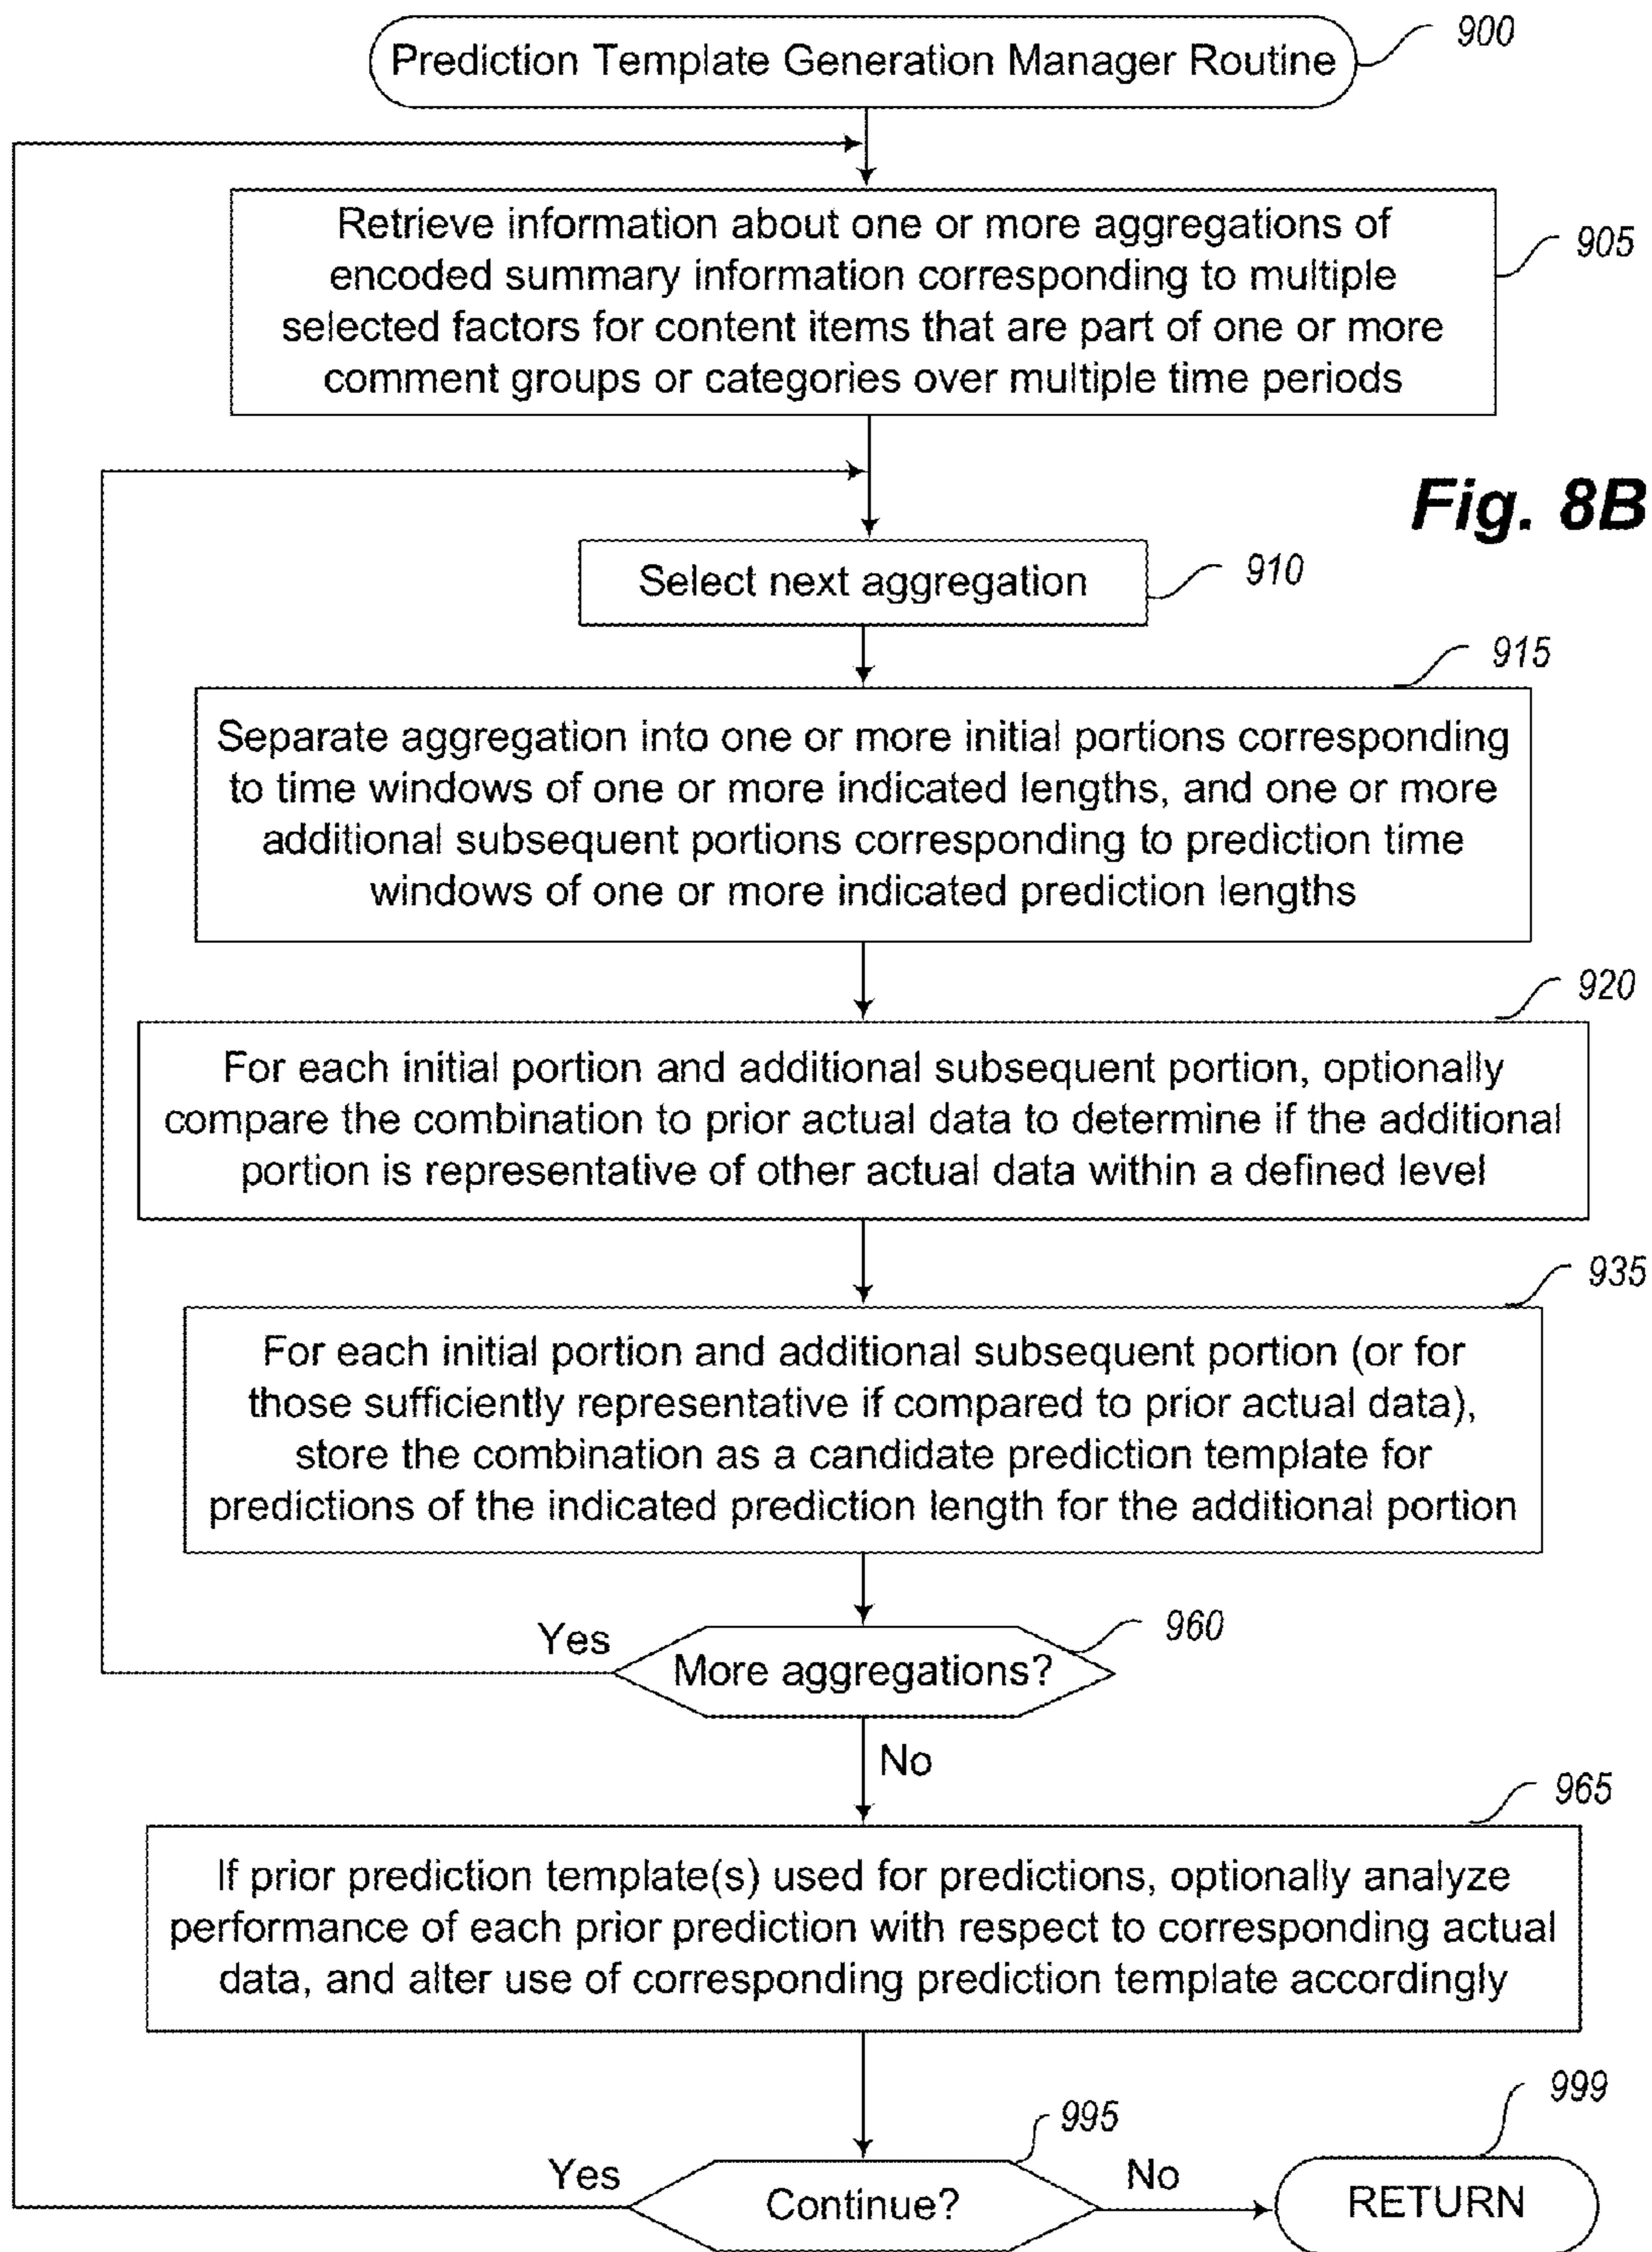 Prediction Template Generation Manager Routine
900
Retrieve information about one or more aggregations of
encoded summary information corresponding to multiple
selected factors for content items that are part of one or more
comment groups or categories over multiple time periods
905
Fig. 8B
Select next aggregation
910
915
Separate aggregation into one or more initial portions corresponding
to time windows of one or more indicated lengths, and one or more
additional subsequent portions corresponding to prediction time
windows of one or more indicated prediction lengths
920
For each initial portion and additional subsequent portion, optionally
compare the combination to prior actual data to determine if the additional
portion is representative of other actual data within a defined level
935
For each initial portion and additional subsequent portion (or for
those sufficiently representative if compared to prior actual data),
store the combination as a candidate prediction template for
predictions of the indicated prediction length for the additional portion
960
Yes
More aggregations?
No
965
If prior prediction template(s) used for predictions, optionally analyze
performance of each prior prediction with respect to corresponding actual
data, and alter use of corresponding prediction template accordingly
995
999
Yes
Continue?
No
RETURN